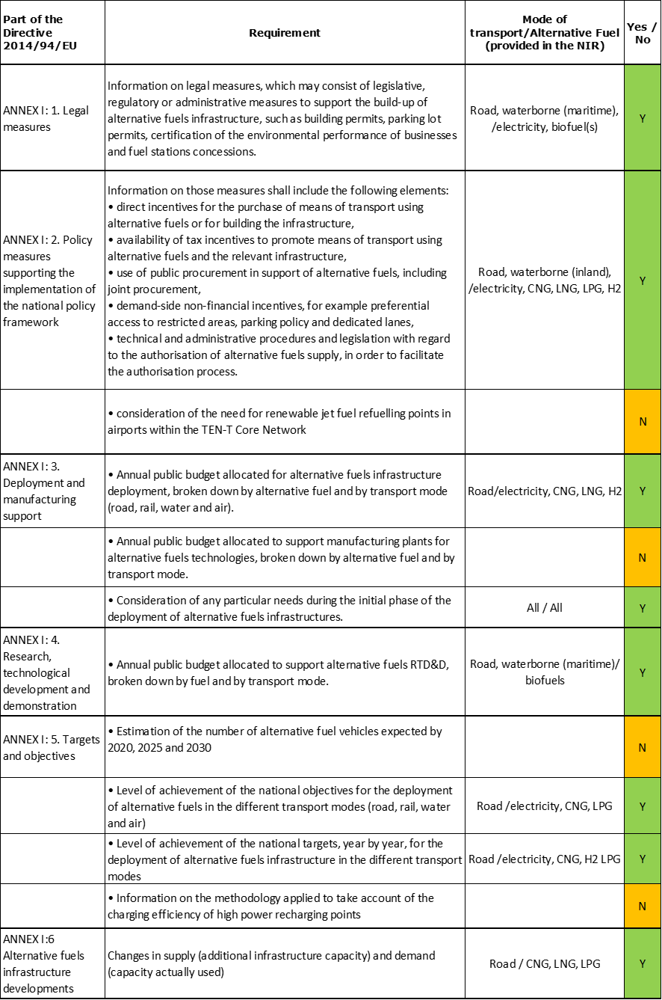 Part of the
Directive
2014/94/EU
Requirement
Mode of
transport/Alternative Fuel
(provided in the NIR)
Yes /
No
ANNEX I: 1. Legal
measures
Information on legal measures, which may consist of legislative,
regulatory or administrative measures to support the build-up of
alternative fuels infrastructure, such as building permits, parking lot
permits, certification of the environmental performance of businesses
and fuel stations concessions.
Road, waterborne (maritime),
/electricity, biofuel(s)
Y
ANNEX I: 2. Policy
measures
supporting the
implementation of
the national policy
framework
Information on those measures shall include the following elements:
• direct incentives for the purchase of means of transport using
alternative fuels or for building the infrastructure,
• availability of tax incentives to promote means of transport using
alternative fuels and the relevant infrastructure,
• use of public procurement in support of alternative fuels, including
joint procurement,
• demand-side non-financial incentives, for example preferential
access to restricted areas, parking policy and dedicated lanes,
• technical and administrative procedures and legislation with regard
to the authorisation of alternative fuels supply, in order to facilitate
the authorisation process.
Road, waterborne (inland),
/electricity, CNG, LNG, LPG, H2
Y
• consideration of the need for renewable jet fuel refuelling points in
airports within the TEN-T Core Network
N
ANNEX I: 3.
Deployment and
manufacturing
support
• Annual public budget allocated for alternative fuels infrastructure
deployment, broken down by alternative fuel and by transport mode
(road, rail, water and air).
Road/electricity, CNG, LNG, H2
Y
• Annual public budget allocated to support manufacturing plants for
alternative fuels technologies, broken down by alternative fuel and by
transport mode.
N
• Consideration of any particular needs during the initial phase of the
deployment of alternative fuels infrastructures.
All / All
Y
ANNEX I: 4.
Research,
technological
development and
demonstration
• Annual public budget allocated to support alternative fuels RTD&D,
broken down by fuel and by transport mode.
Road, waterborne (maritime)/
biofuels
Y
ANNEX I: 5. Targets
and objectives
• Estimation of the number of alternative fuel vehicles expected by
2020, 2025 and 2030
N
• Level of achievement of the national objectives for the deployment
of alternative fuels in the different transport modes (road, rail, water
and air)
Road /electricity, CNG, LPG
Y
• Level of achievement of the national targets, year by year, for the
deployment of alternative fuels infrastructure in the different transport
modes
Road /electricity, CNG, H2 LPG
Y
• Information on the methodology applied to take account of the
charging efficiency of high power recharging points
N
ANNEX I:6
Alternative fuels
infrastructure
developments
Changes in supply (additional infrastructure capacity) and demand
(capacity actually used)
Road / CNG, LNG, LPG
Y